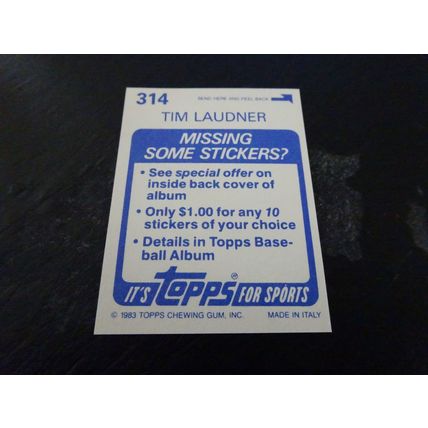 314 BEND HERE AND PEEL BACK
TIM LAUDNER
MISSING
SOME STICKERS?
• See special offer on
inside back cover of
album
• Only $1.00 for any 10
stickers of your choice
• Details in Topps Base-
ball Album
IT'S Topps® FOR SPORTS
© 1983 TOPPS CHEWING GUM, INC. MADE IN ITALY